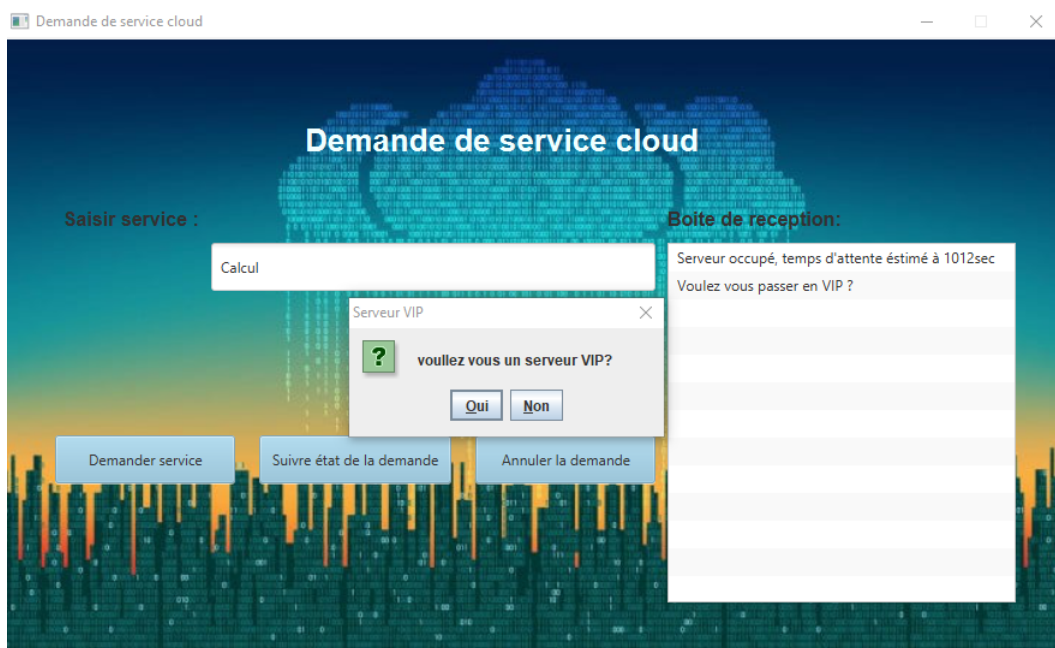 Demande de service cloud
Demande de service cloud
Saisir service :
Boite de reception:
Calcul
Serveur occupé, temps d'attente éstimé à 1012sec
Voulez vous passer en VIP ?
Serveur VIP
voullez vous un serveur VIP?
Oui
Non
Demander service
Suivre état de la demande
Annuler la demande